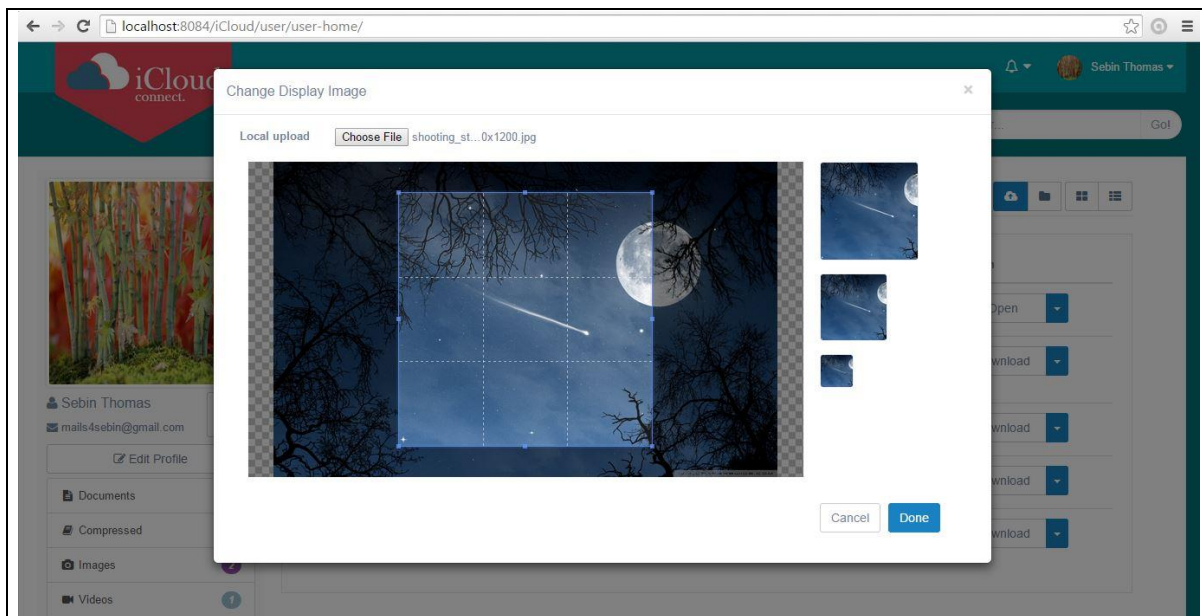 localhost:8084/iCloud/user/user-home/
iCloud
connect.
Sebin Thomas
Change Display Image
×
Local upload Choose File shooting_st...0x1200.jpg
Go!
Open
wnload
wnload
wnload
wnload
Sebin Thomas
mails4sebin@gmail.com
Edit Profile
Documents
Compressed
Images 2
Videos 1
Cancel Done